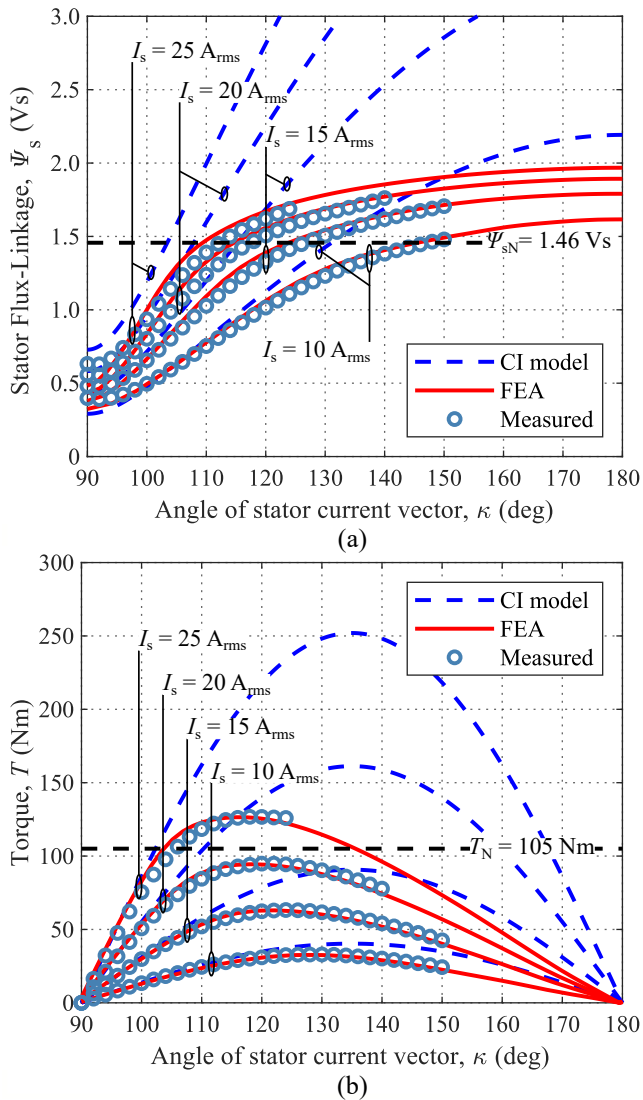 3.0
2.5
2.0
1.5
1.0
0.5
0
Stator Flux-Linkage, Ψs (Vs)
Is = 25 Arms
Is = 20 Arms
Is = 15 Arms
ΨsN = 1.46 Vs
Is = 10 Arms
CI model
FEA
Measured
90 100 110 120 130 140 150 160 170 180
Angle of stator current vector, κ (deg)
(a)
300
250
200
150
100
50
0
Torque, T (Nm)
CI model
FEA
Measured
Is = 25 Arms
Is = 20 Arms
Is = 15 Arms
Is = 10 Arms
TN = 105 Nm
90 100 110 120 130 140 150 160 170 180
Angle of stator current vector, κ (deg)
(b)